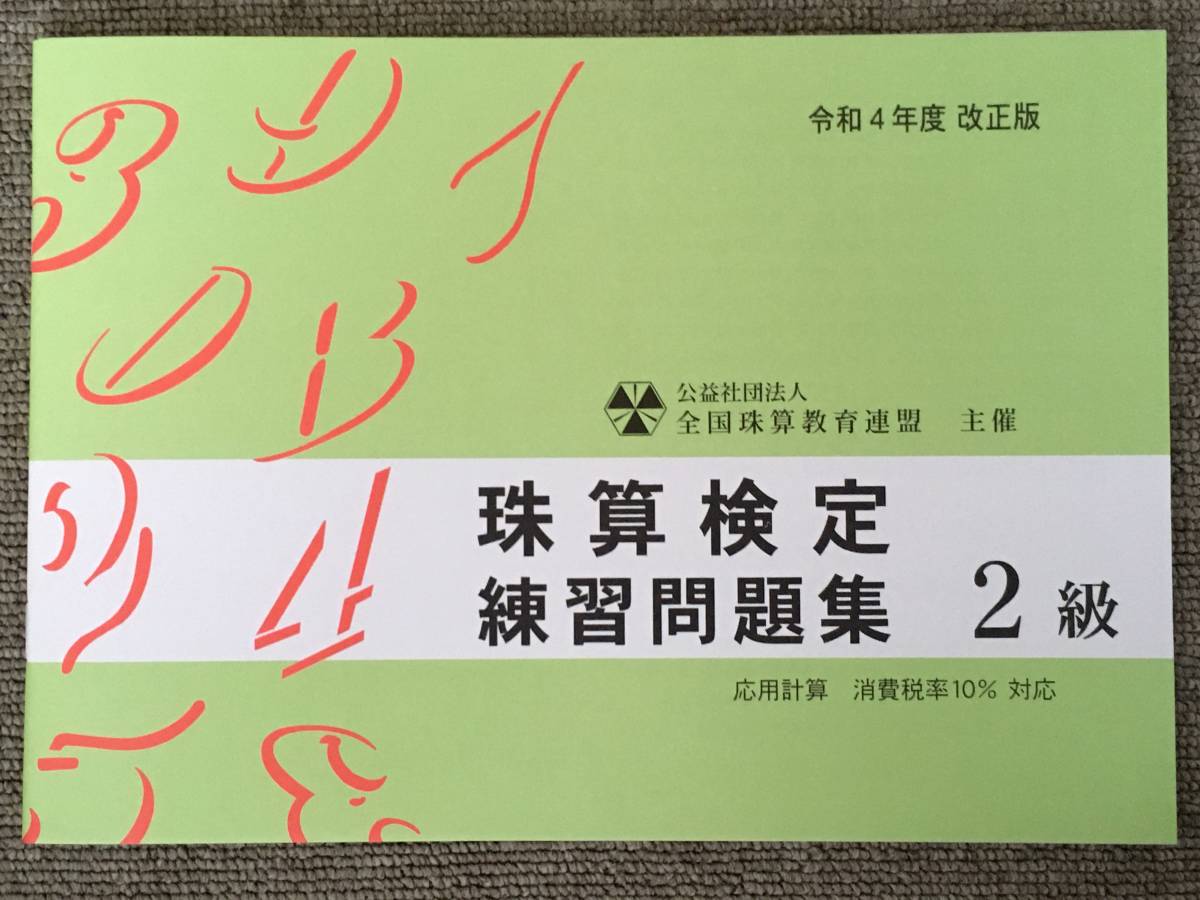 令和4年度 改正版
公益社団法人
全国珠算教育連盟 主催
珠算検定
練習問題集 2級
応用計算 消費税率10% 対応